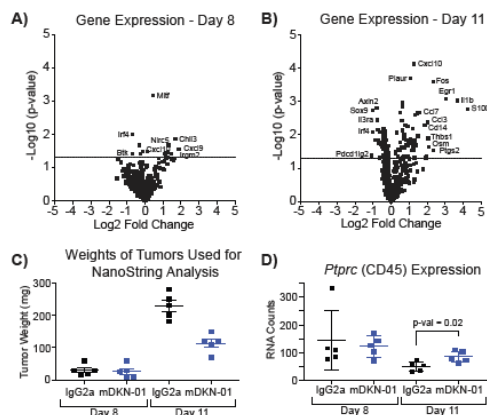 A) Gene Expression - Day 8
-Log10 (p-value)
5
4
3
2
1
0
Mitf
Irf4
Nlrc5
Chil3
Btk
Cxcl1
Cxcl9
-5 -4 -3 -2 -1 0 1 2 3 4 5
Log2 Fold Change
B) Gene Expression - Day 11
-Log10 (p-value)
5
4
3
2
1
0
Cxcl10
Plaur
Fos
Egr1
Il1b
Axin2
Sox9
Il3ra
Irf4
Ccl7
Ccl3
Cd14
Thbs1
Osm
Ptgs2
Pdcd1lg2
-5 -4 -3 -2 -1 0 1 2 3 4 5
Log2 Fold Change
C) Weights of Tumors Used for
NanoString Analysis
Tumor Weight (mg)
300
200
100
0
IgG2a mDKN-01 IgG2a mDKN-01
Day 8 Day 11
D) Ptprc (CD45) Expression
RNA Counts
300
200
100
0
p-val = 0.02
IgG2a mDKN-01 IgG2a mDKN-01
Day 8 Day 11